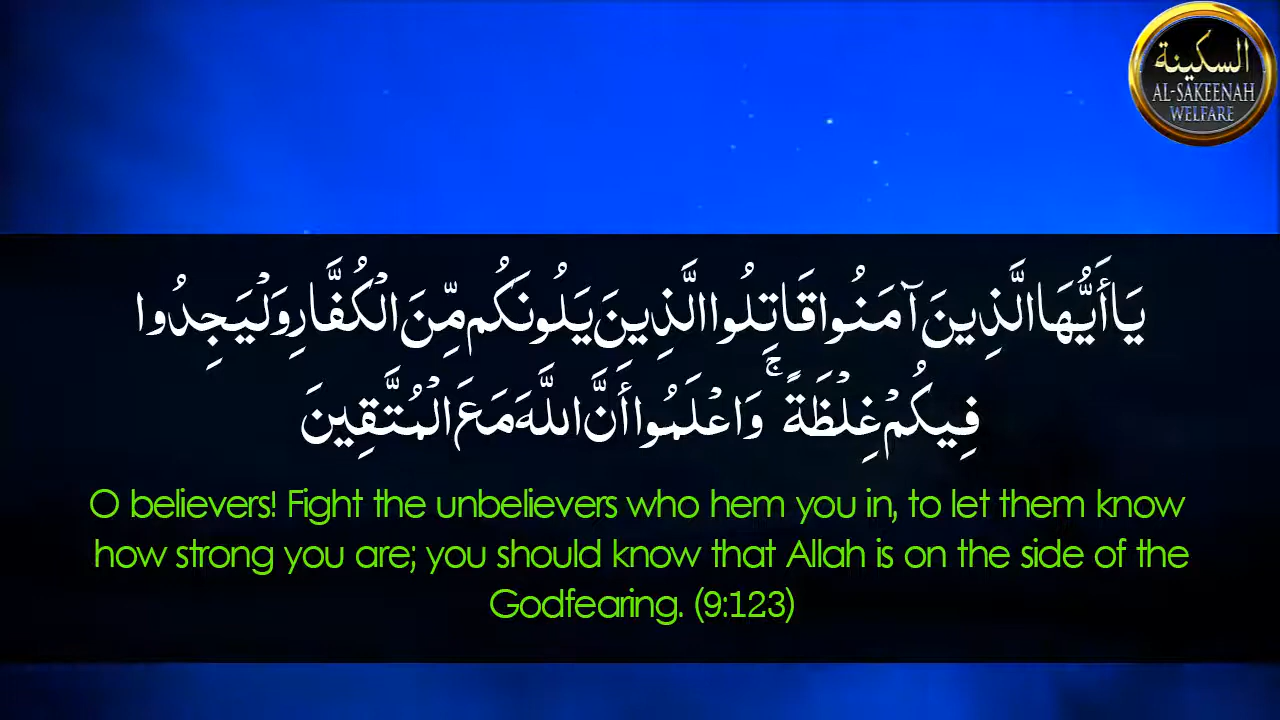 السكينة
AL-SAKEENAH
WELFARE
يَا أَيُّهَا الَّذِينَ آمَنُوا قَاتِلُوا الَّذِينَ يَلُونَكُم مِّنَ الْكُفَّارِ وَلْيَجِدُوا
فِيكُمْ غِلْظَةً ۚ وَاعْلَمُوا أَنَّ اللَّهَ مَعَ الْمُتَّقِينَ
O believers! Fight the unbelievers who hem you in, to let them know
how strong you are; you should know that Allah is on the side of the
Godfearing. (9:123)